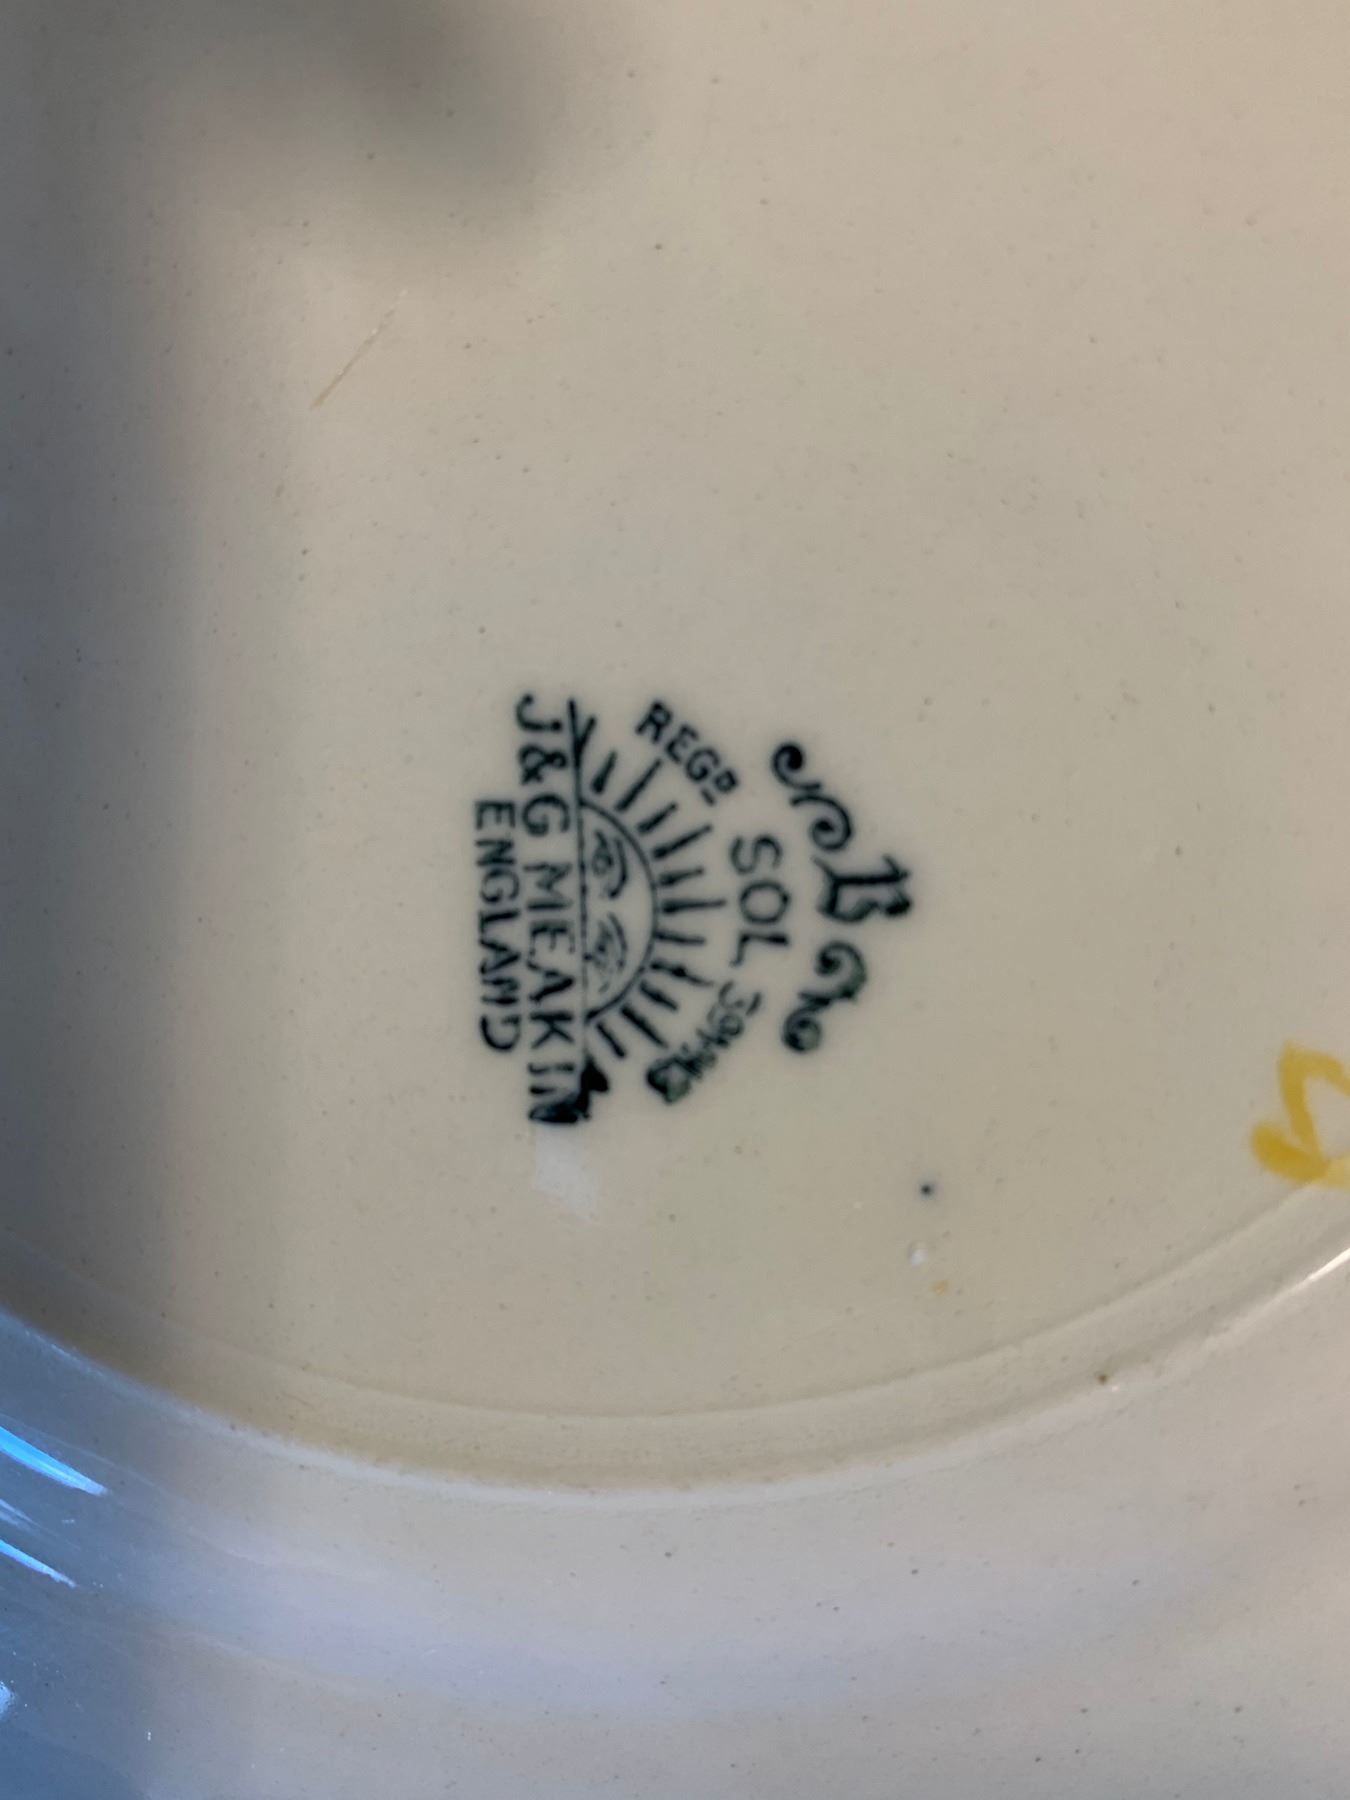 B
REGD SOL
J & G MEAKIN
ENGLAND